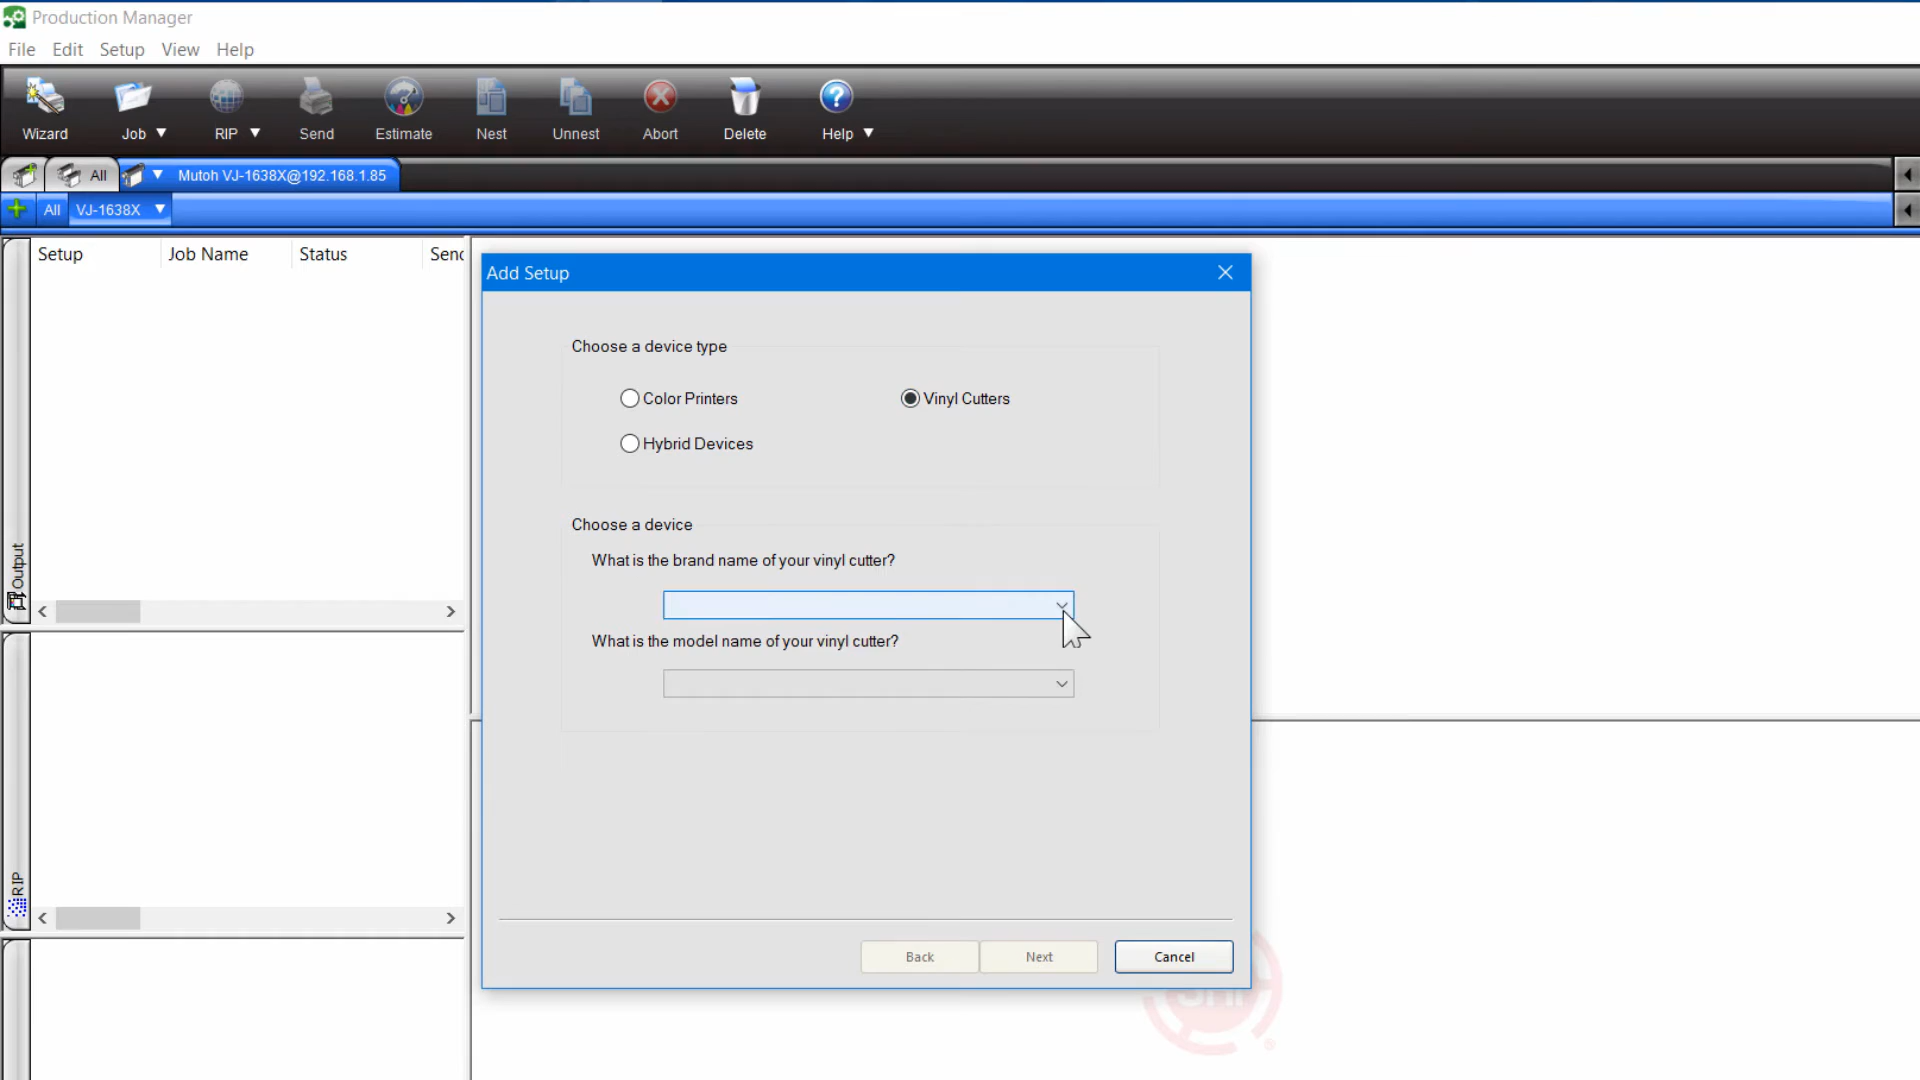 Production Manager
File Edit Setup View Help
Wizard Job RIP Send Estimate Nest Unnest Abort Delete Help
All Mutoh VJ-1638X@192.168.1.85
All VJ-1638X
Setup Job Name Status Send
Output
RIP
Add Setup
Choose a device type
Color Printers Vinyl Cutters
Hybrid Devices
Choose a device
What is the brand name of your vinyl cutter?
What is the model name of your vinyl cutter?
Back Next Cancel